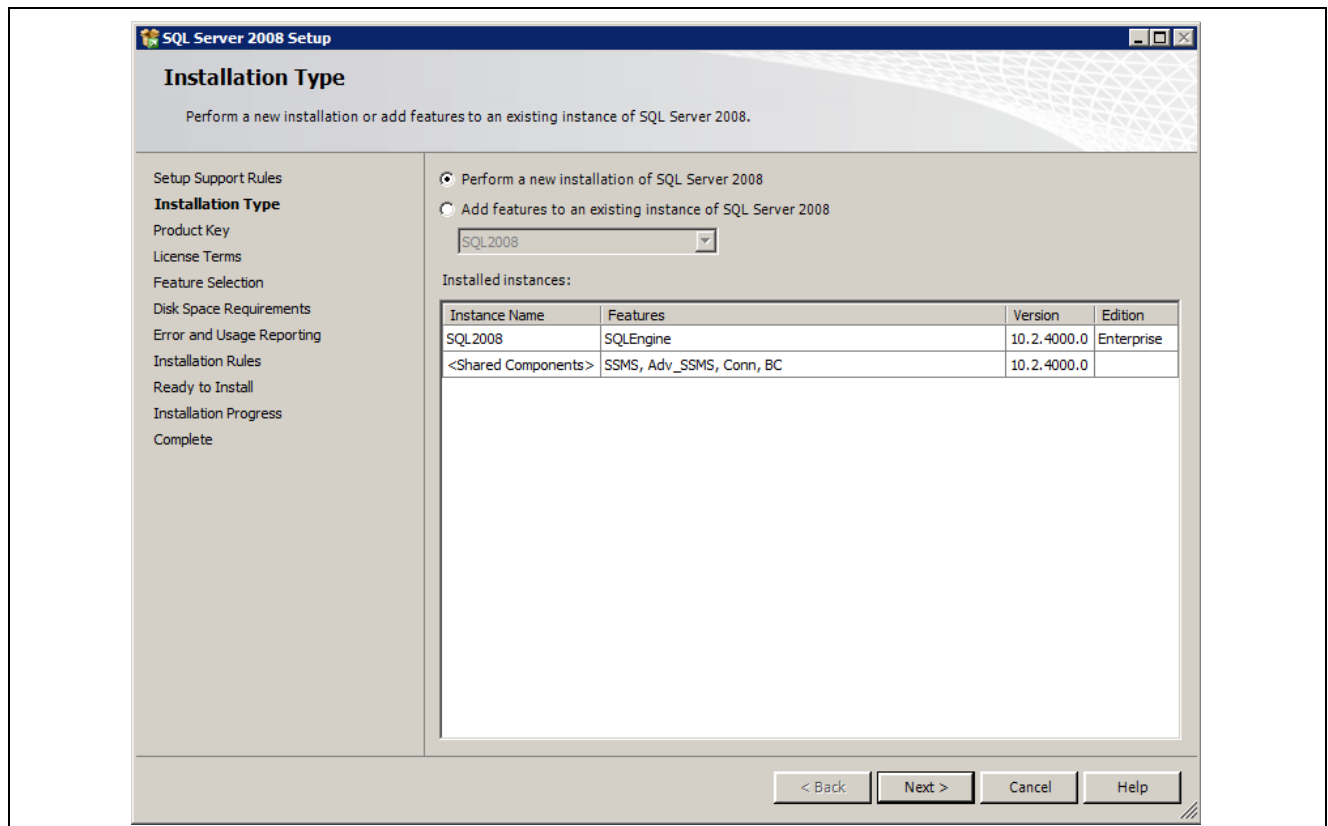 SQL Server 2008 Setup
Installation Type
Perform a new installation or add features to an existing instance of SQL Server 2008.
Setup Support Rules
Installation Type
Product Key
License Terms
Feature Selection
Disk Space Requirements
Error and Usage Reporting
Installation Rules
Ready to Install
Installation Progress
Complete
Perform a new installation of SQL Server 2008
Add features to an existing instance of SQL Server 2008
SQL2008
Installed instances:
Instance Name Features Version Edition
SQL2008 SQLEngine 10.2.4000.0 Enterprise
<Shared Components> SSMS, Adv_SSMS, Conn, BC 10.2.4000.0
< Back Next > Cancel Help